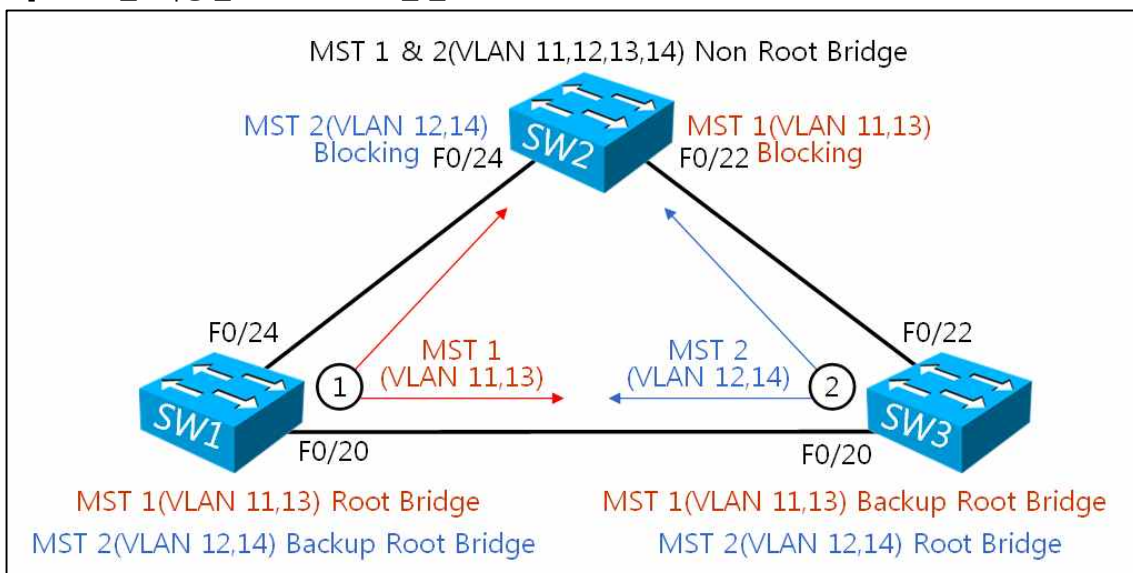 MST 1 & 2(VLAN 11,12,13,14) Non Root Bridge
MST 2(VLAN 12,14)
Blocking
F0/24
SW2
MST 1(VLAN 11,13)
F0/22
Blocking
F0/24
MST 1
(VLAN 11,13)
1
MST 2
(VLAN 12,14)
2
F0/22
SW1
F0/20
F0/20
SW3
MST 1(VLAN 11,13) Root Bridge
MST 2(VLAN 12,14) Backup Root Bridge
MST 1(VLAN 11,13) Backup Root Bridge
MST 2(VLAN 12,14) Root Bridge